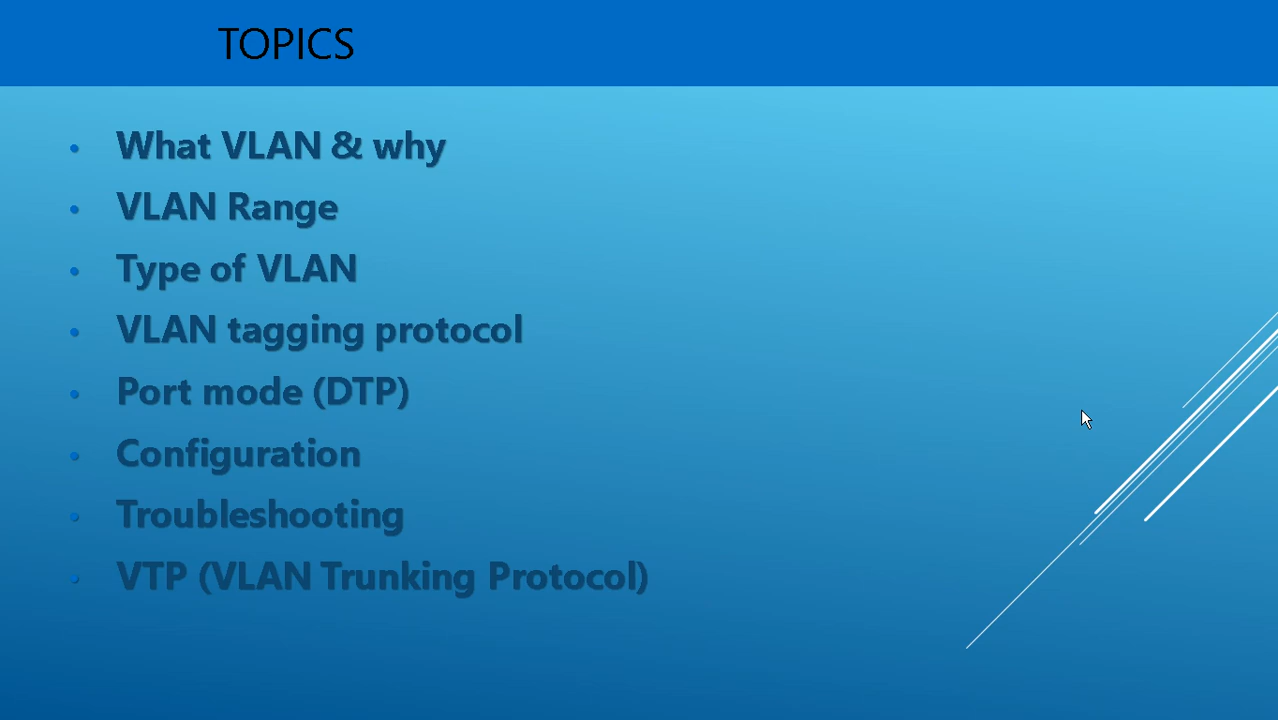 TOPICS
• What VLAN & why
• VLAN Range
• Type of VLAN
• VLAN tagging protocol
• Port mode (DTP)
• Configuration
• Troubleshooting
• VTP (VLAN Trunking Protocol)